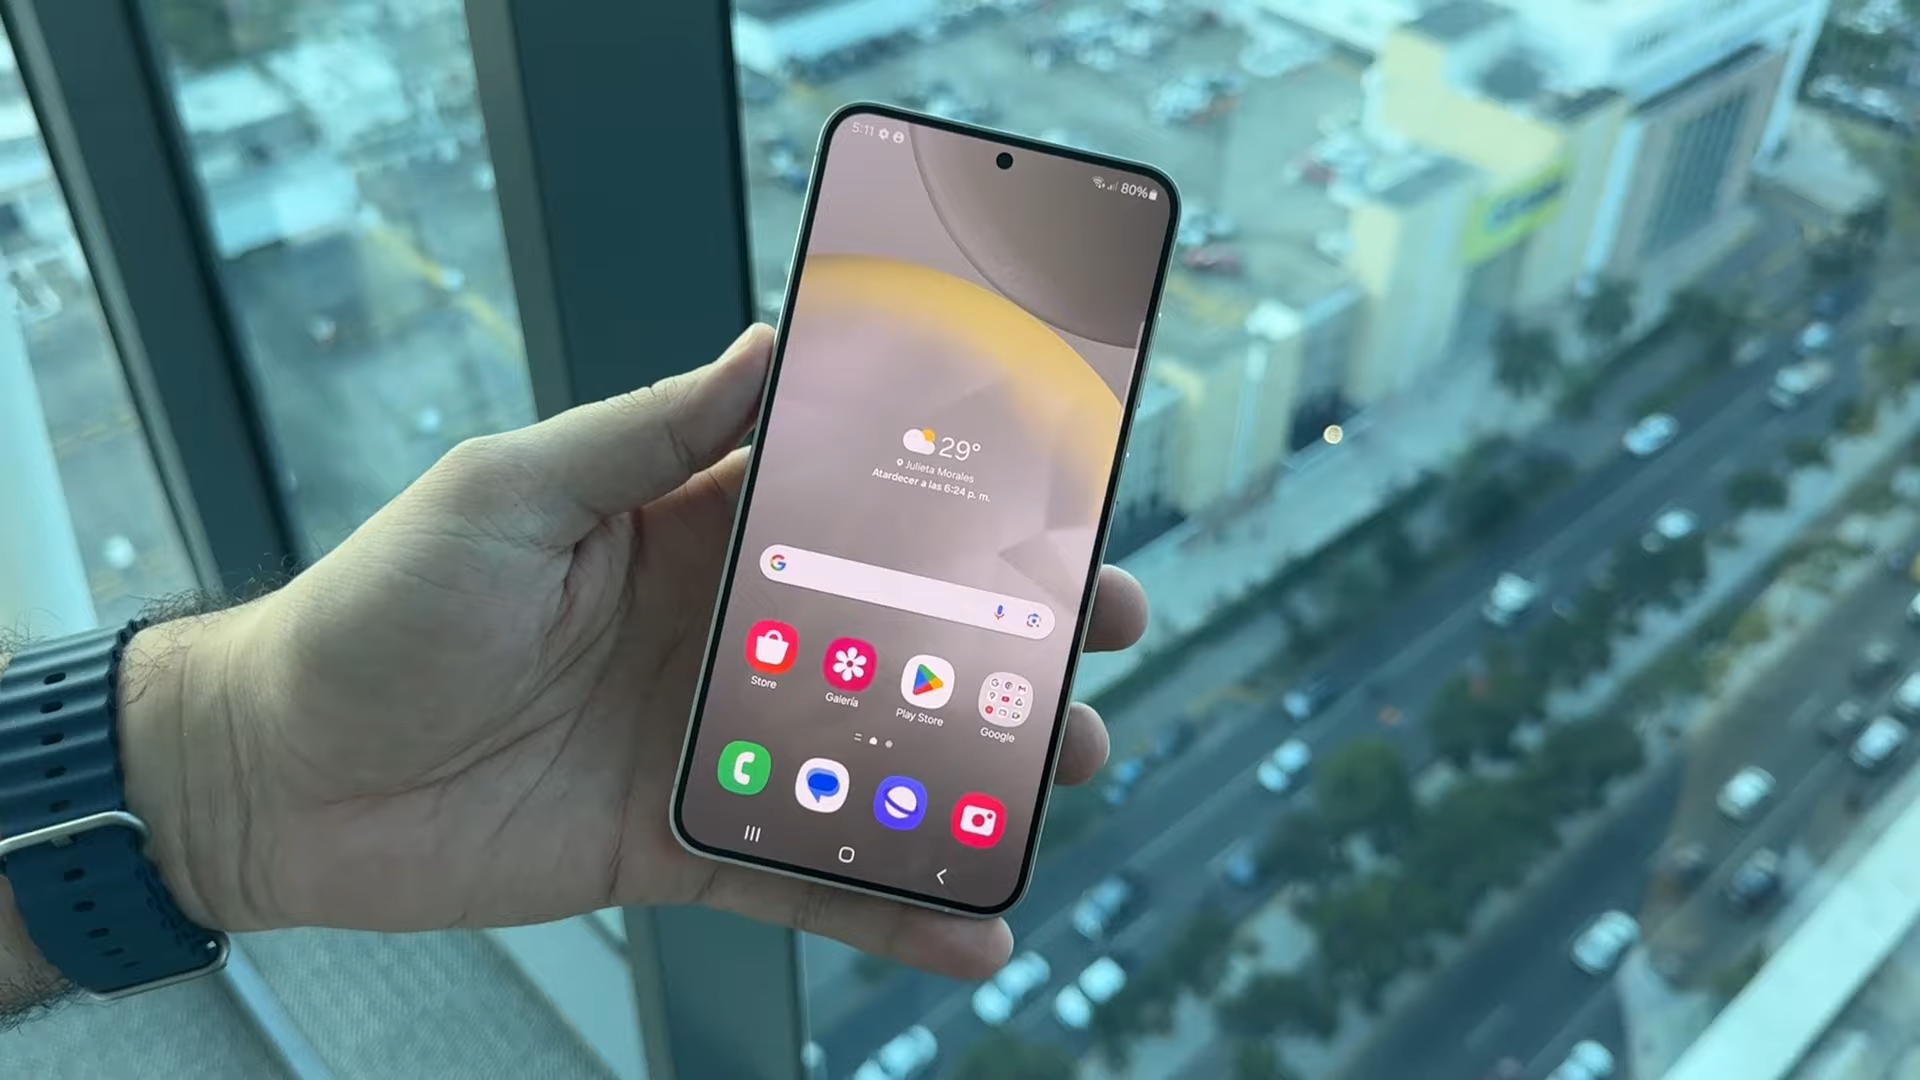 5:11
80%
29°
Julieta Morales
Atardecer a las 6:24 p. m.
G
Store
Galería
Play Store
Google